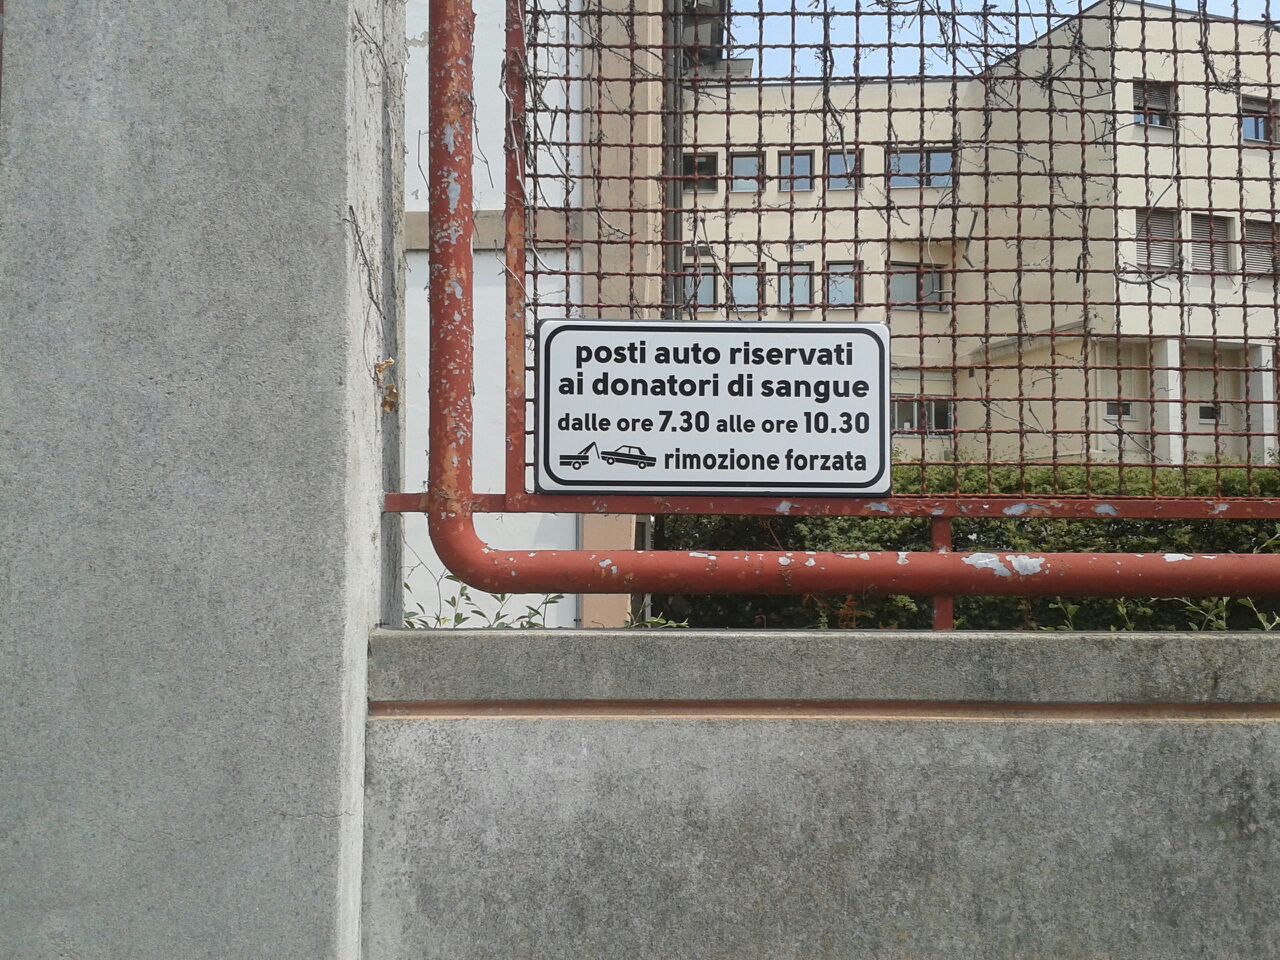 posti auto riservati
ai donatori di sangue
dalle ore 7.30 alle ore 10.30
rimozione forzata